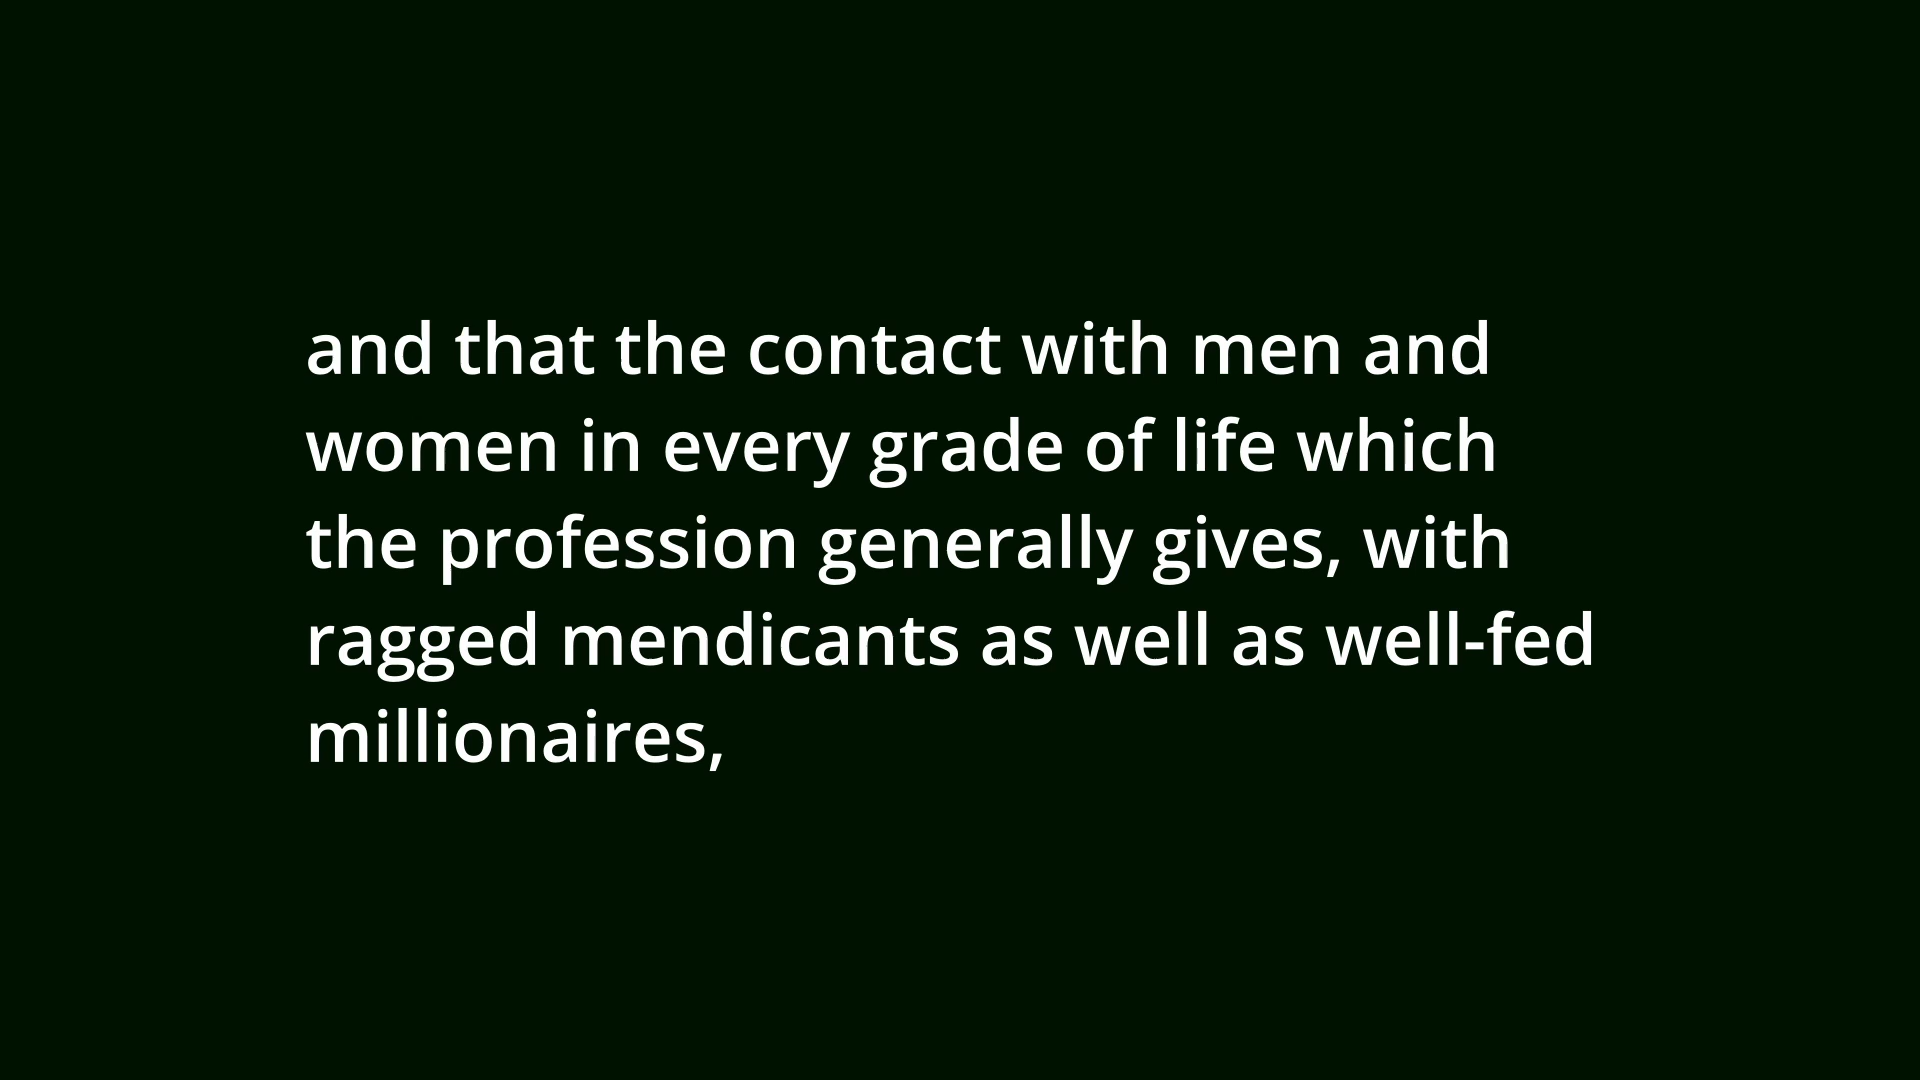 and that the contact with men and
women in every grade of life which
the profession generally gives, with
ragged mendicants as well as well-fed
millionaires,